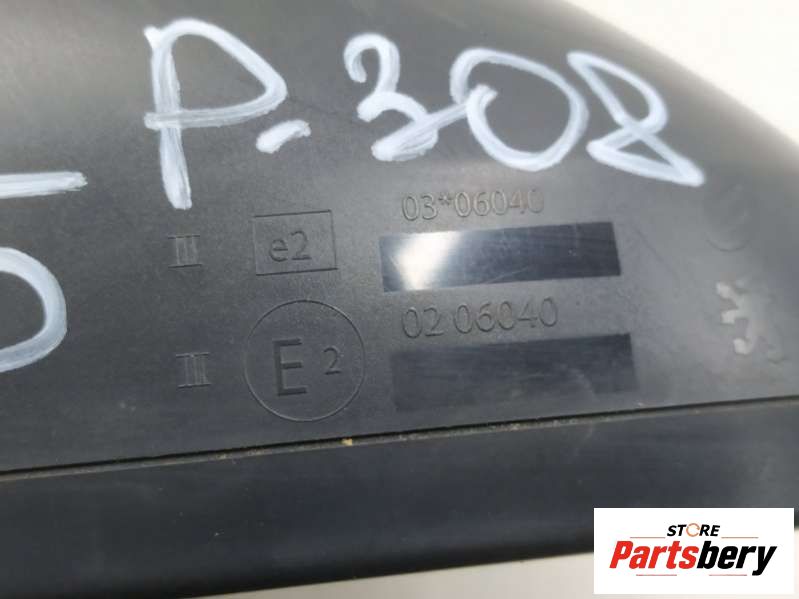 P.308
03*06040
III e2
02 06040
III E 2
STORE
Partsbery